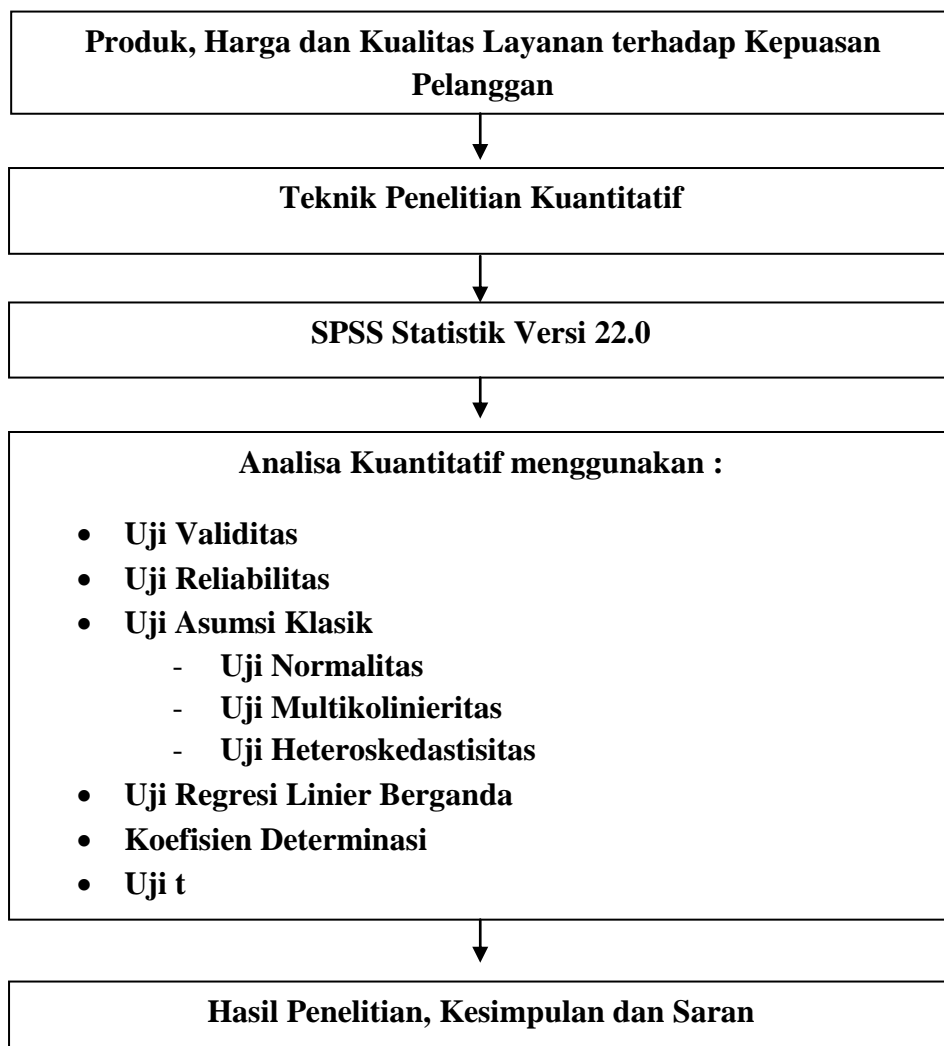 Produk, Harga dan Kualitas Layanan terhadap Kepuasan
Pelanggan
Teknik Penelitian Kuantitatif
SPSS Statistik Versi 22.0
Analisa Kuantitatif menggunakan :
• Uji Validitas
• Uji Reliabilitas
• Uji Asumsi Klasik
- Uji Normalitas
- Uji Multikolinieritas
- Uji Heteroskedastisitas
• Uji Regresi Linier Berganda
• Koefisien Determinasi
• Uji t
Hasil Penelitian, Kesimpulan dan Saran